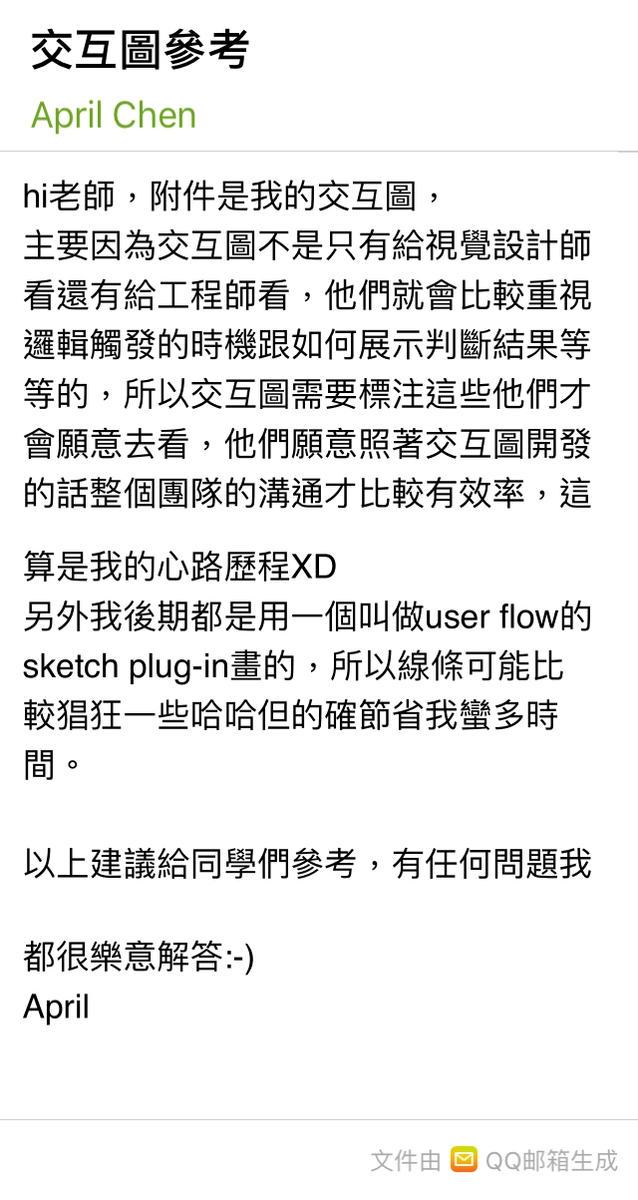 交互圖參考
April Chen
hi老師，附件是我的交互圖，
主要因為交互圖不是只有給視覺設計師
看還有給工程師看，他們就會比較重視
邏輯觸發的時機跟如何展示判斷結果等
等的，所以交互圖需要標注這些他們才
會願意去看，他們願意照著交互圖開發
的話整個團隊的溝通才比較有效率，這
算是我的心路歷程XD
另外我後期都是用一個叫做user flow的
sketch plug-in畫的，所以線條可能比
較猖狂一些哈哈但的確節省我蠻多時
間。
以上建議給同學們參考，有任何問題我
都很樂意解答:-)
April
文件由 QQ邮箱生成